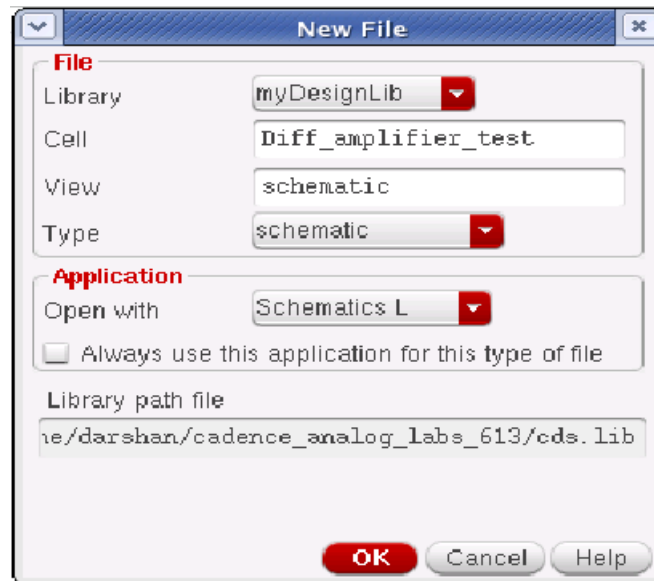 New File
File
Library myDesignLib
Cell Diff_amplifier_test
View schematic
Type schematic
Application
Open with Schematics L
Always use this application for this type of file
Library path file
ne/darshan/cadence_analog_labs_613/cds.lib
OK Cancel Help